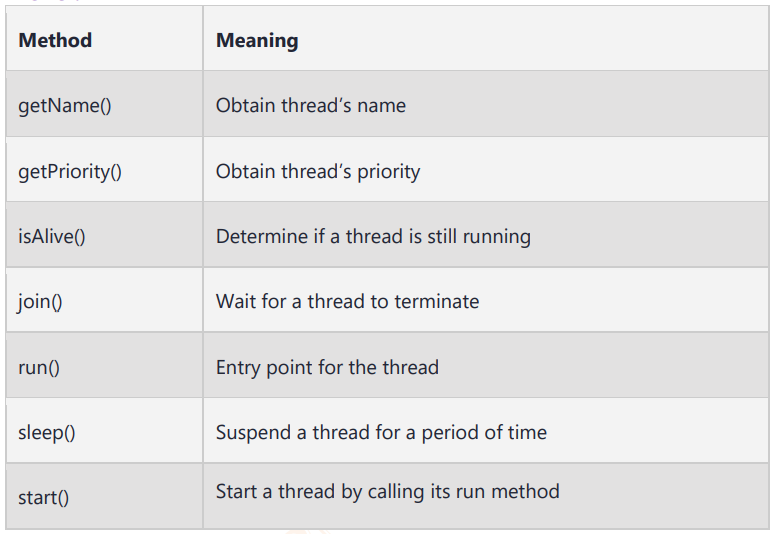 Method Meaning
getName() Obtain thread’s name
getPriority() Obtain thread’s priority
isAlive() Determine if a thread is still running
join() Wait for a thread to terminate
run() Entry point for the thread
sleep() Suspend a thread for a period of time
start() Start a thread by calling its run method